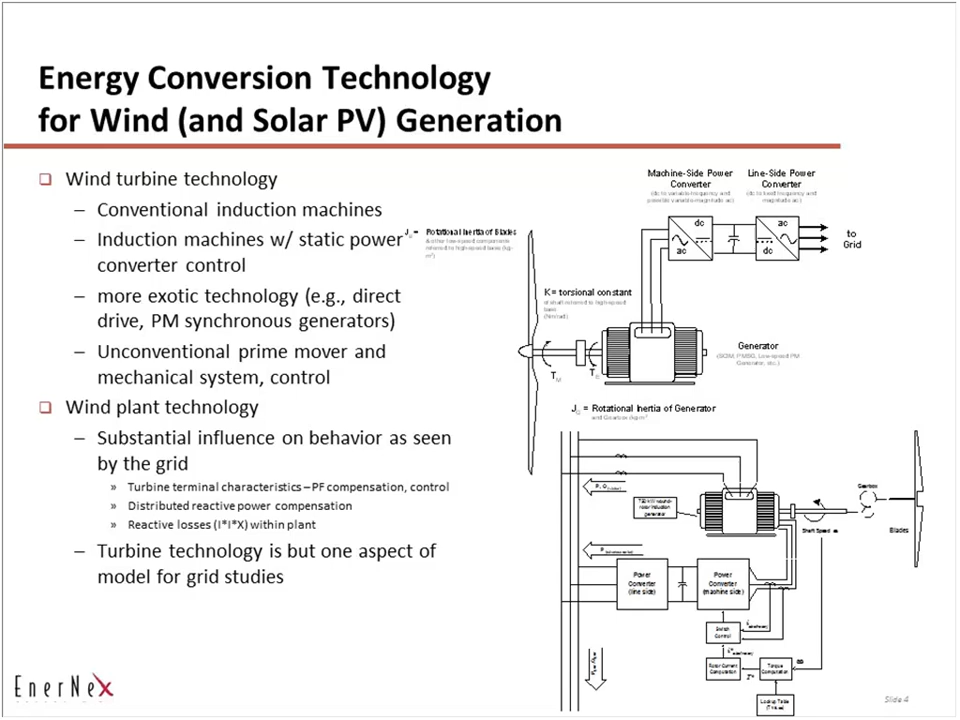 Energy Conversion Technology
for Wind (and Solar PV) Generation
❑ Wind turbine technology
– Conventional induction machines
– Induction machines w/ static power
converter control
– more exotic technology (e.g., direct
drive, PM synchronous generators)
– Unconventional prime mover and
mechanical system, control
❑ Wind plant technology
– Substantial influence on behavior as seen
by the grid
» Turbine terminal characteristics – PF compensation, control
» Distributed reactive power compensation
» Reactive losses (I*I*X) within plant
– Turbine technology is but one aspect of
model for grid studies
Machine-Side Power
Converter
Line-Side Power
Converter
dc
ac
ac
dc
to
Grid
= Rotational Inertia of Blades
K = torsional constant
T M
T E
Generator
J G = Rotational Inertia of Generator
P, Q
generator
Gearbox
Shaft Speed
Blades
Power
Converter
(line side)
Power
Converter
(machine side)
Switch
Control
Rotor Current
Computation
Torque
Computation
Lookup Table
EnerNex
Slide 4